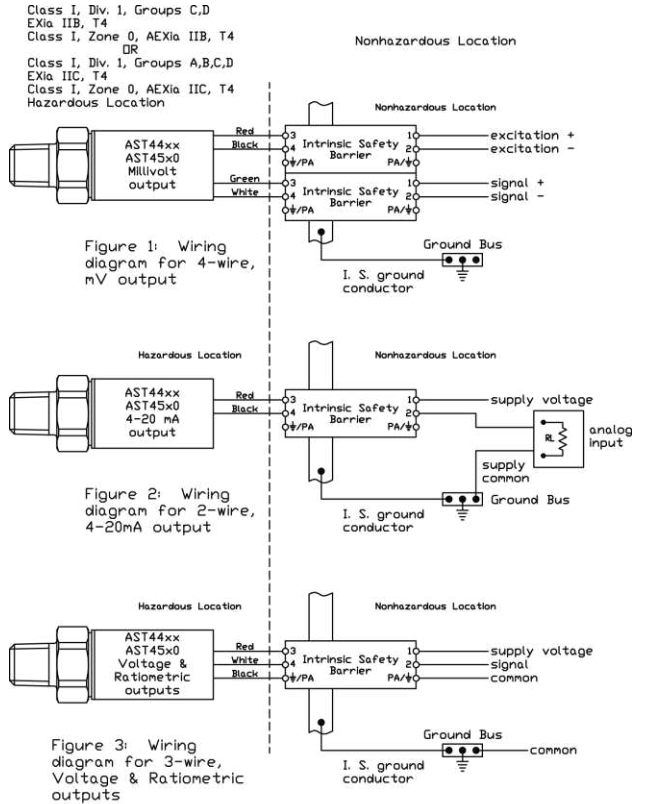 Class I, Div. 1, Groups C,D
EXia IIB, T4
Class I, Zone 0, AEXia IIB, T4
OR
Class I, Div. 1, Groups A,B,C,D
EXia IIC, T4
Class I, Zone 0, AEXia IIC, T4
Hazardous Location
Nonhazardous Location
Nonhazardous Location
AST44xx
AST45x0
Millivolt
output
Red
Black
Green
White
3
4
⏚/PA
Intrinsic Safety
Barrier
1
2
PA/⏚
3
4
⏚/PA
Intrinsic Safety
Barrier
1
2
PA/⏚
excitation +
excitation -
signal +
signal -
Figure 1: Wiring
diagram for 4-wire,
mV output
Ground Bus
I. S. ground
conductor
Hazardous Location
Nonhazardous Location
AST44xx
AST45x0
4-20 mA
output
Red
Black
3
4
⏚/PA
Intrinsic Safety
Barrier
1
2
PA/⏚
supply voltage
RL
analog
input
supply
common
Figure 2: Wiring
diagram for 2-wire,
4-20mA output
Ground Bus
I. S. ground
conductor
Hazardous Location
Nonhazardous Location
AST44xx
AST45x0
Voltage &
Ratiometric
outputs
Red
White
Black
3
4
⏚/PA
Intrinsic Safety
Barrier
1
2
PA/⏚
supply voltage
signal
common
Figure 3: Wiring
diagram for 3-wire,
Voltage & Ratiometric
outputs
Ground Bus
common
I. S. ground
conductor